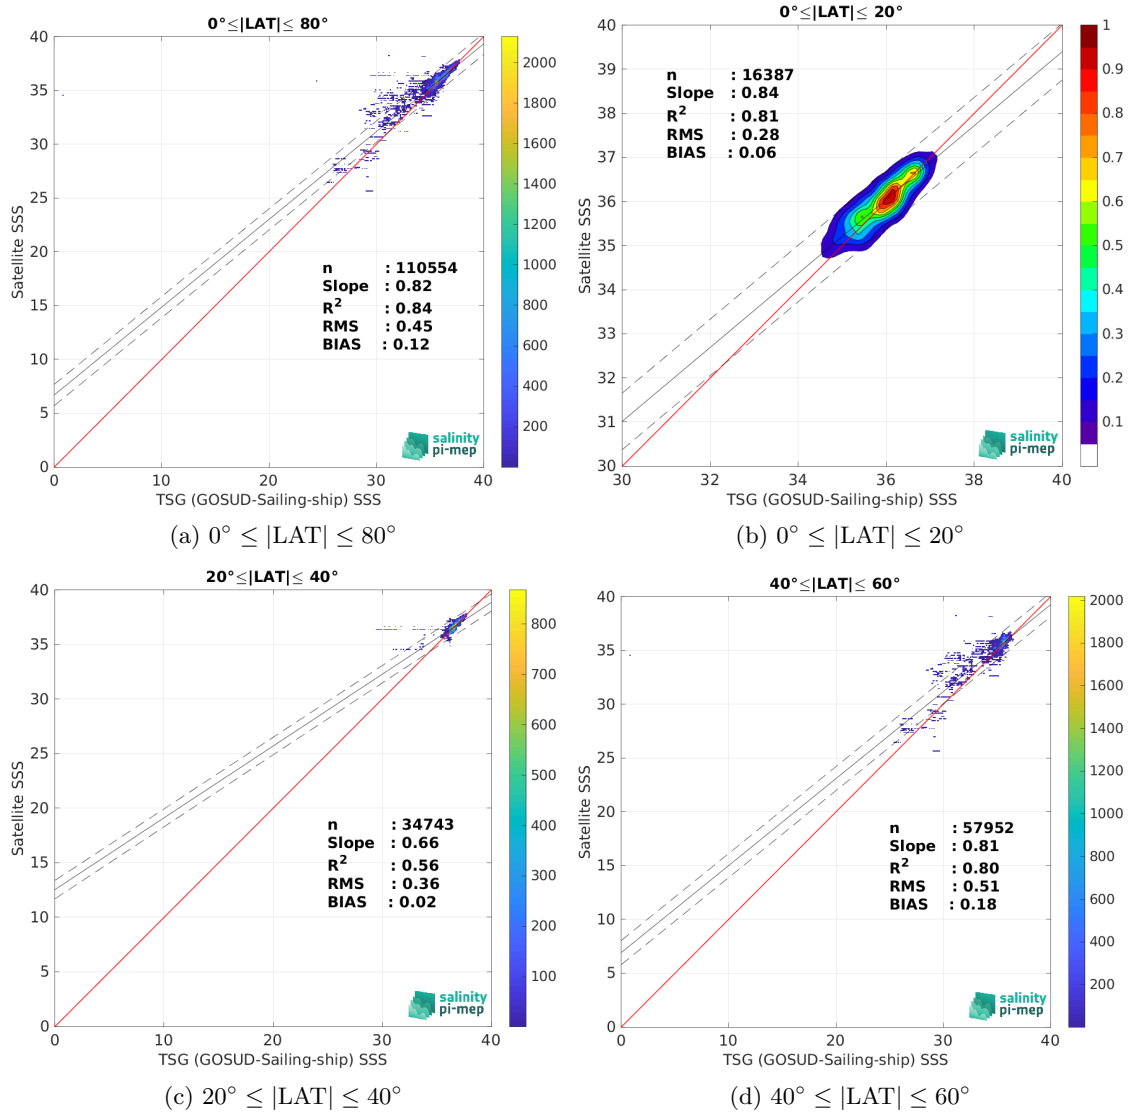 0°≤|LAT|≤ 80°
40
35
30
25
20
15
10
5
0
0
10
20
30
40
Satellite SSS
TSG (GOSUD-Sailing-ship) SSS
n : 110554
Slope : 0.82
R² : 0.84
RMS : 0.45
BIAS : 0.12
2000
1800
1600
1400
1200
1000
800
600
400
200
salinity
pi-mep
(a) 0° ≤ |LAT| ≤ 80°
0°≤|LAT|≤ 20°
40
39
38
37
36
35
34
33
32
31
30
30
32
34
36
38
40
Satellite SSS
TSG (GOSUD-Sailing-ship) SSS
n : 16387
Slope : 0.84
R² : 0.81
RMS : 0.28
BIAS : 0.06
1
0.9
0.8
0.7
0.6
0.5
0.4
0.3
0.2
0.1
0
salinity
pi-mep
(b) 0° ≤ |LAT| ≤ 20°
20°≤|LAT|≤ 40°
40
35
30
25
20
15
10
5
0
0
10
20
30
40
Satellite SSS
TSG (GOSUD-Sailing-ship) SSS
n : 34743
Slope : 0.66
R² : 0.56
RMS : 0.36
BIAS : 0.02
800
700
600
500
400
300
200
100
salinity
pi-mep
(c) 20° ≤ |LAT| ≤ 40°
40°≤|LAT|≤ 60°
40
35
30
25
20
15
10
5
0
0
10
20
30
40
Satellite SSS
TSG (GOSUD-Sailing-ship) SSS
n : 57952
Slope : 0.81
R² : 0.80
RMS : 0.51
BIAS : 0.18
2000
1800
1600
1400
1200
1000
800
600
400
200
salinity
pi-mep
(d) 40° ≤ |LAT| ≤ 60°